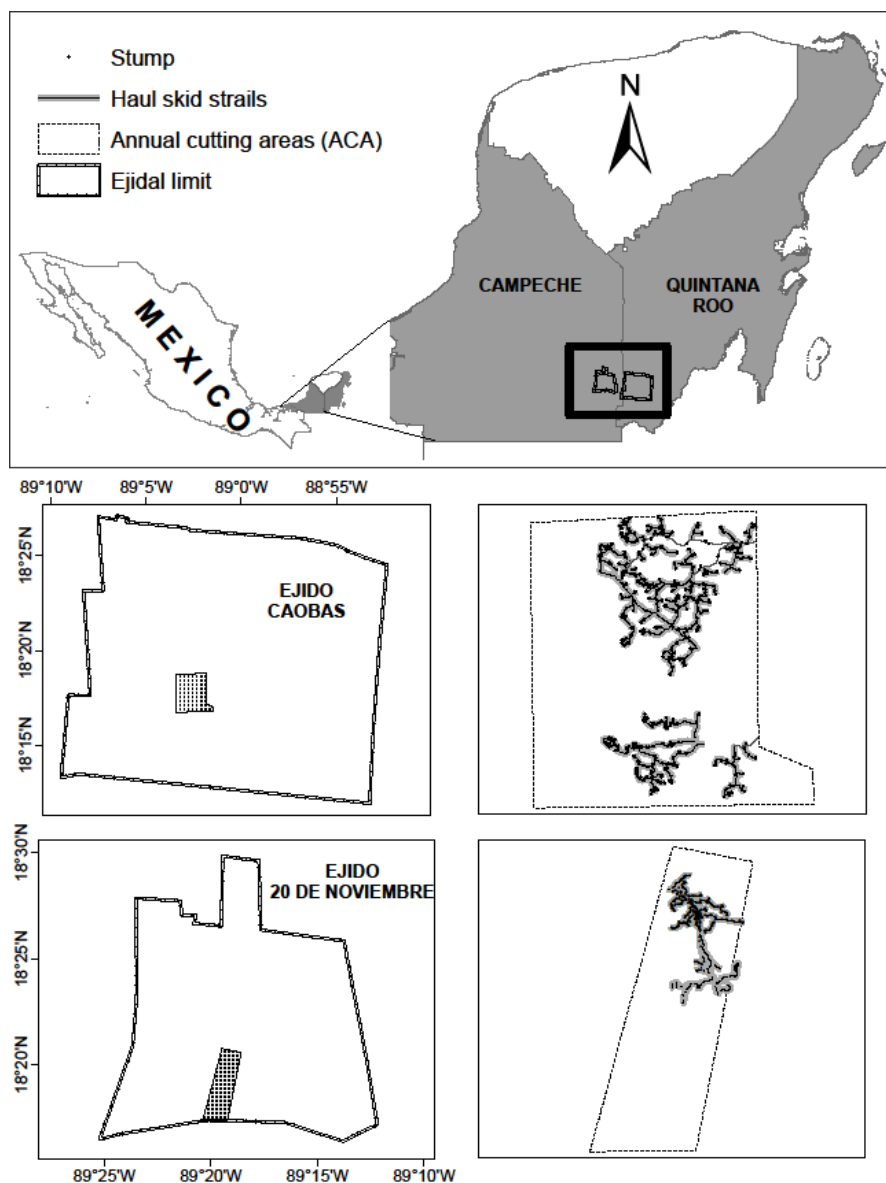 Stump
Haul skid strails
Annual cutting areas (ACA)
Ejidal limit
N
CAMPECHE
QUINTANA
ROO
MEXICO
89°10'W 89°5'W 89°0'W 88°55'W
18°25'N
18°20'N
18°15'N
EJIDO
CAOBAS
18°30'N
18°25'N
18°20'N
EJIDO
20 DE NOVIEMBRE
89°25'W 89°20'W 89°15'W 89°10'W